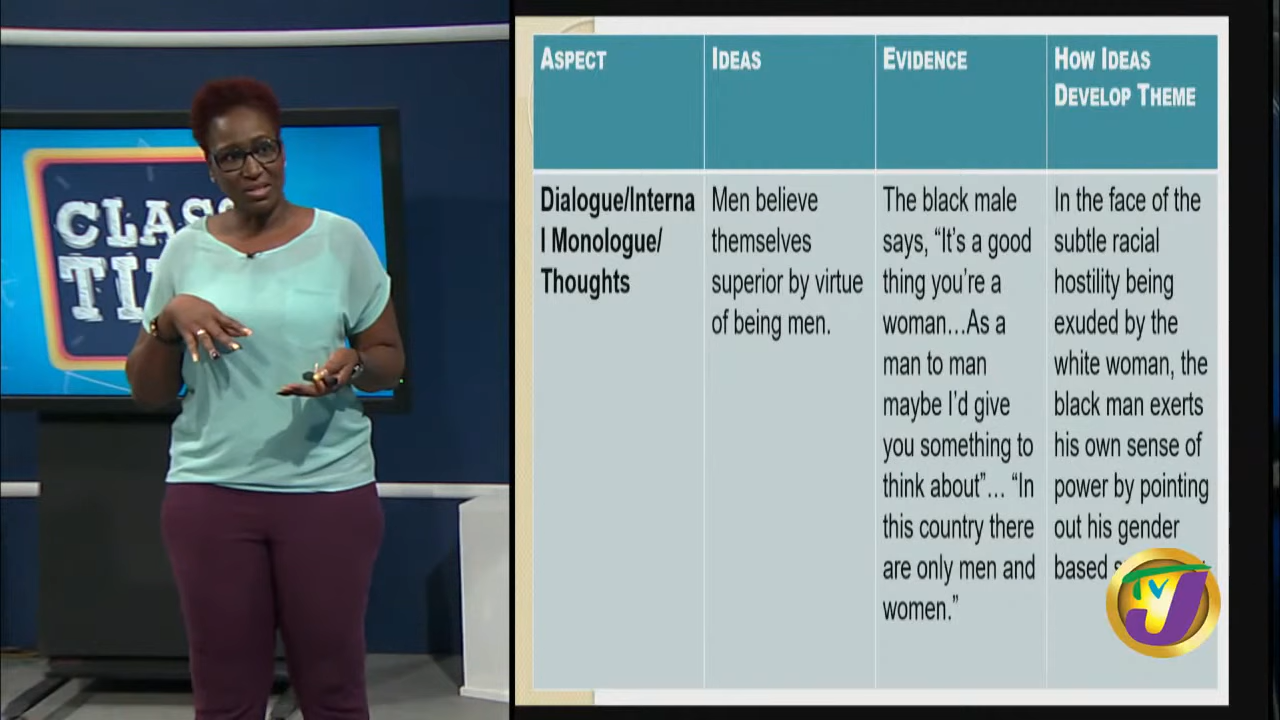 CLASS
TI
ASPECT
IDEAS
EVIDENCE
HOW IDEAS
DEVELOP THEME
Dialogue/Interna
l Monologue/
Thoughts
Men believe
themselves
superior by virtue
of being men.
The black male
says, “It’s a good
thing you’re a
woman…As a
man to man
maybe I’d give
you something to
think about”… “In
this country there
are only men and
women.”
In the face of the
subtle racial
hostility being
exuded by the
white woman, the
black man exerts
his own sense of
power by pointing
out his gender
based
TVJ